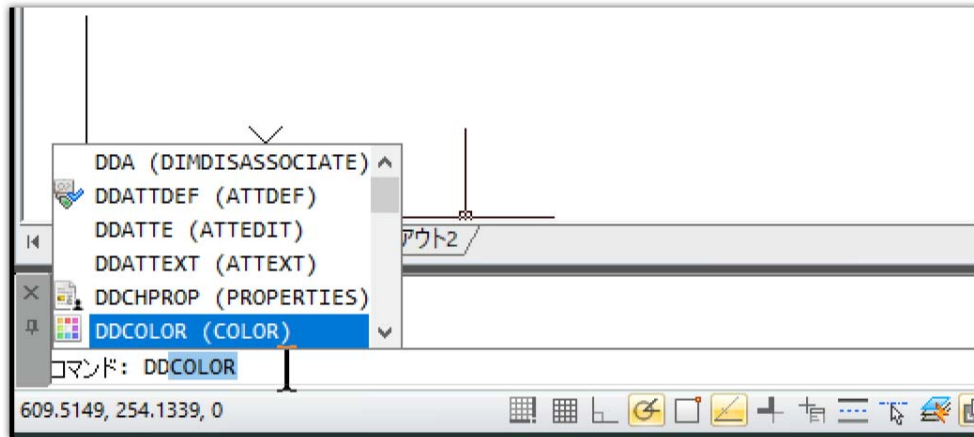 DDA (DIMDISASSOCIATE)
DDATTDEF (ATTDEF)
DDATTE (ATTEDIT)
DDATTEXT (ATTEXT)
DDCHPROP (PROPERTIES)
DDCOLOR (COLOR)
アウト2
コマンド: DDCOLOR
609.5149, 254.1339, 0